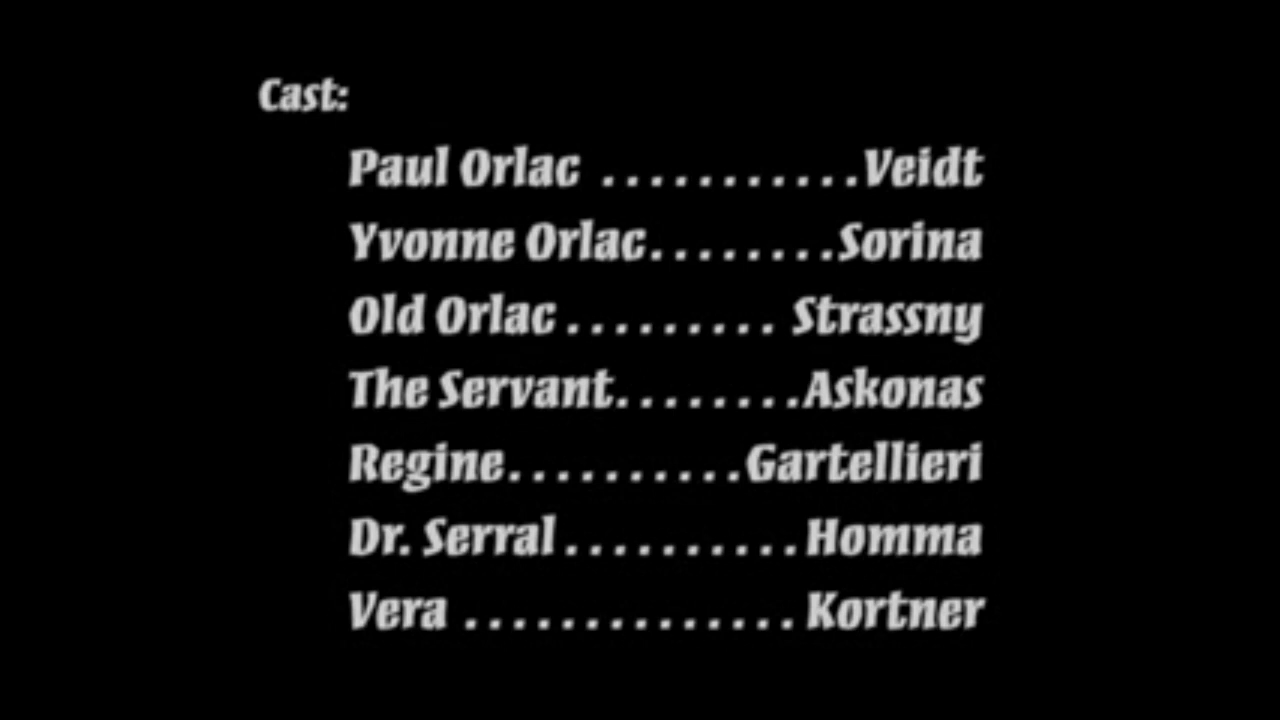 Cast:
Paul Orlac ...........Veidt
Yvonne Orlac........Sorina
Old Orlac ......... Strassny
The Servant........Askonas
Regine..........Gartellieri
Dr. Serral ..........Homma
Vera .............. Kortner